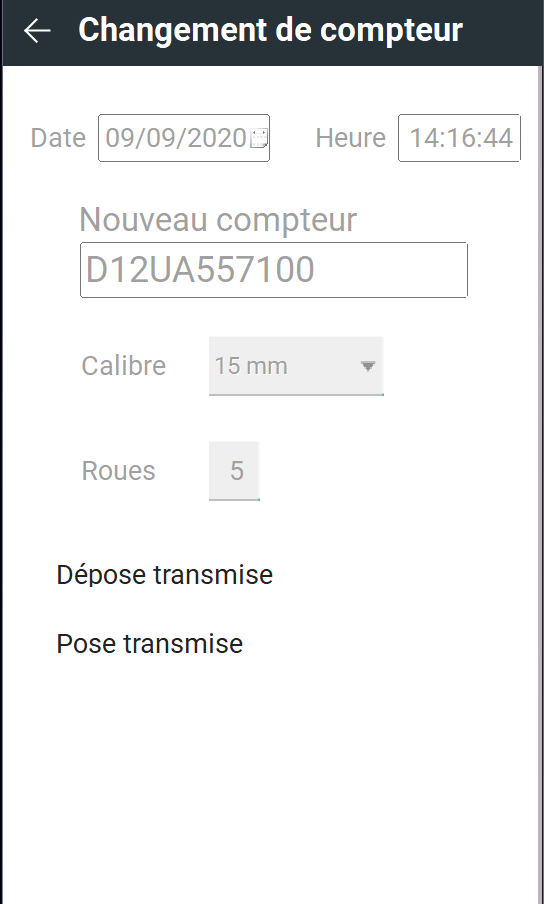 Changement de compteur
Date 09/09/2020 Heure 14:16:44
Nouveau compteur
D12UA557100
Calibre 15 mm
Roues 5
Dépose transmise
Pose transmise